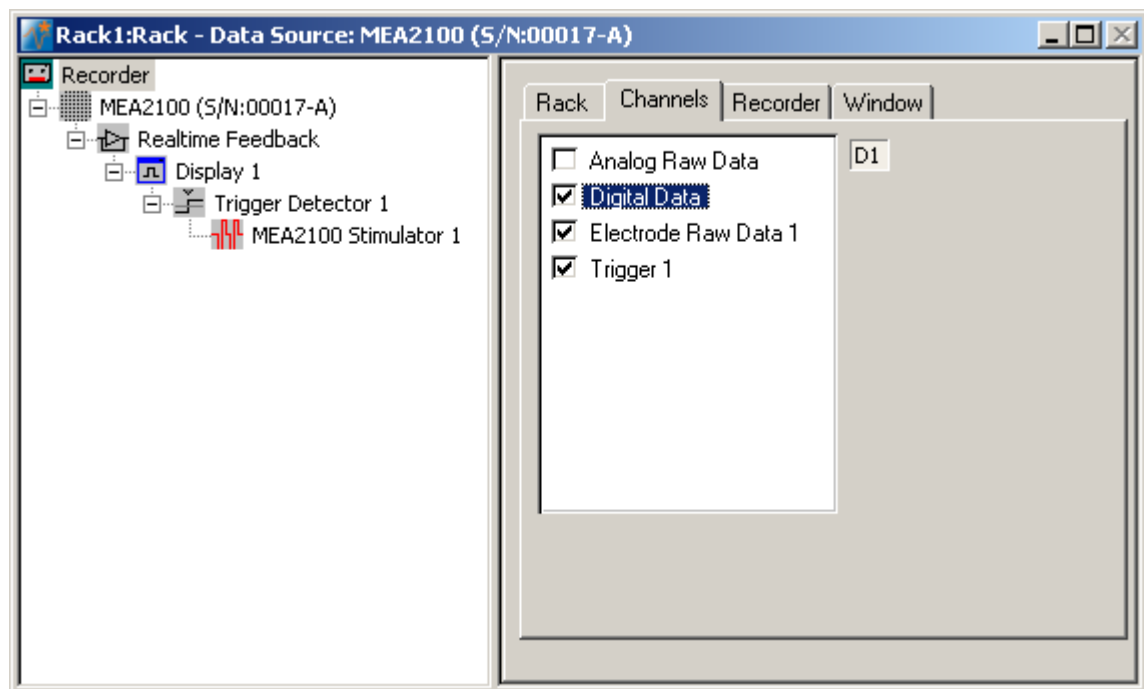 Rack1:Rack - Data Source: MEA2100 (S/N:00017-A)
Recorder
MEA2100 (S/N:00017-A)
Realtime Feedback
Display 1
Trigger Detector 1
MEA2100 Stimulator 1
Rack Channels Recorder Window
Analog Raw Data
D1
Digital Data
Electrode Raw Data 1
Trigger 1